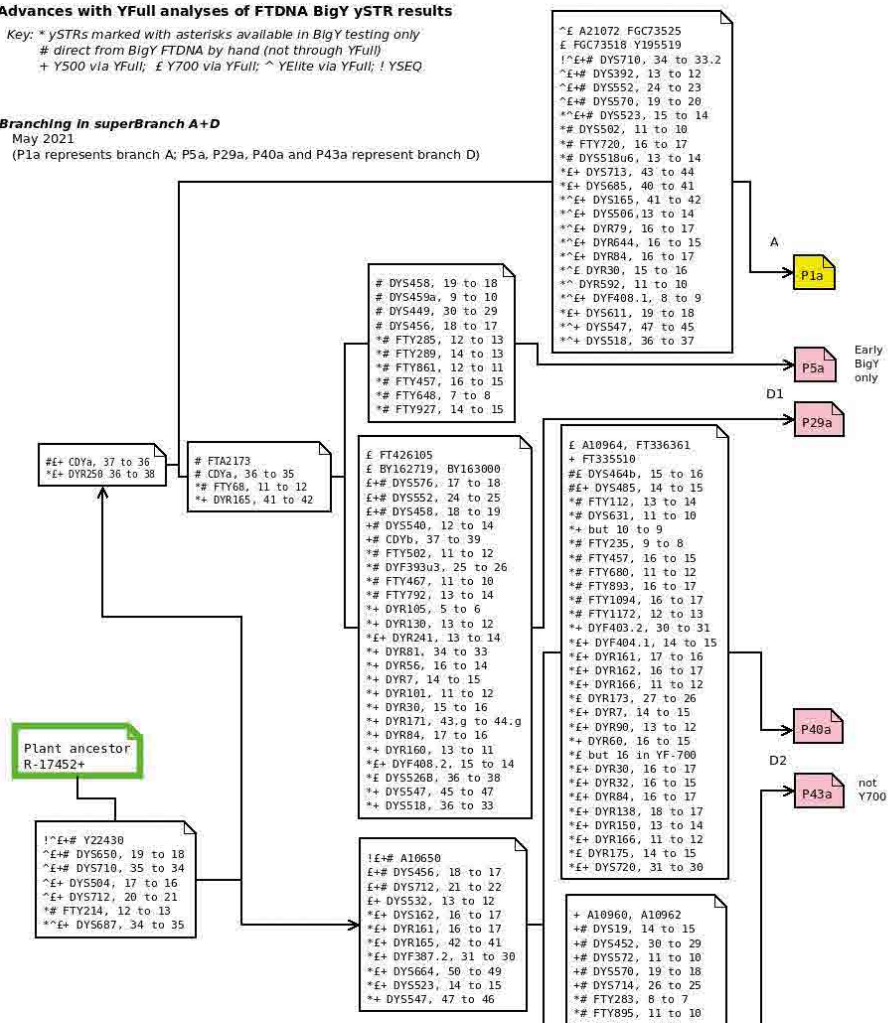 Advances with YFull analyses of FTDNA BigY ySTR results
Key: * ySTRs marked with asterisks available in BigY testing only
# direct from BigY FTDNA by hand (not through YFull)
+ Y500 via YFull; £ Y700 via YFull; ^ YElite via YFull; ! YSEQ
Branching in superBranch A+D
May 2021
(P1a represents branch A; P5a, P29a, P40a and P43a represent branch D)
^£ A21072 FGC73525
£ FGC73518 Y195519
!^£+# DYS710, 34 to 33.2
^£+# DYS392, 13 to 12
^£+# DYS552, 24 to 23
^£+# DYS570, 19 to 20
*^£+# DYS523, 15 to 14
*# DYS502, 11 to 10
*# FTY720, 16 to 17
*# DYS518u6, 13 to 14
*£+ DYS713, 43 to 44
*£+ DYS685, 40 to 41
*^£+ DYS165, 41 to 42
*^£+ DYS506,13 to 14
*^£+ DYR79, 16 to 17
*^£+ DYR644, 16 to 15
*^£+ DYR84, 16 to 17
*^£ DYR30, 15 to 16
*^ DYR592, 11 to 10
*^£+ DYF408.1, 8 to 9
*£+ DYS611, 19 to 18
*^+ DYS547, 47 to 45
*^+ DYS518, 36 to 37
A
P1a
# DYS458, 19 to 18
# DYS459a, 9 to 10
# DYS449, 30 to 29
# DYS456, 18 to 17
*# FTY285, 12 to 13
*# FTY289, 14 to 13
*# FTY861, 12 to 11
*# FTY457, 16 to 15
*# FTY648, 7 to 8
*# FTY927, 14 to 15
P5a
Early
BigY
only
D1
P29a
#£+ CDYa, 37 to 36
*£+ DYR250 36 to 38
# FTA2173
# CDYa, 36 to 35
*# FTY68, 11 to 12
*+ DYR165, 41 to 42
£ FT426105
£ BY162719, BY163000
£+# DYS576, 17 to 18
£+# DYS552, 24 to 25
£+# DYS458, 18 to 19
+# DYS540, 12 to 14
+# CDYb, 37 to 39
*# FTY502, 11 to 12
*# DYF393u3, 25 to 26
*# FTY467, 11 to 10
*# FTY792, 13 to 14
*+ DYR105, 5 to 6
*+ DYR130, 13 to 12
*£+ DYR241, 13 to 14
*+ DYR81, 34 to 33
*+ DYR56, 16 to 14
*+ DYR7, 14 to 15
*+ DYR101, 11 to 12
*+ DYR30, 15 to 16
*+ DYR171, 43.g to 44.g
*+ DYR84, 17 to 16
*+ DYR160, 13 to 11
*£+ DYF408.2, 15 to 14
*£ DYS526B, 36 to 38
*+ DYS547, 45 to 47
*+ DYS518, 36 to 33
£ A10964, FT336361
+ FT335510
#£ DYS464b, 15 to 16
#£+ DYS485, 14 to 15
*# FTY112, 13 to 14
*# DYS631, 11 to 10
*+ but 10 to 9
*# FTY235, 9 to 8
*# FTY457, 16 to 15
*# FTY680, 11 to 12
*# FTY893, 16 to 17
*# FTY1094, 16 to 17
*# FTY1172, 12 to 13
*+ DYF403.2, 30 to 31
*£+ DYF404.1, 14 to 15
*£+ DYR161, 17 to 16
*£+ DYR162, 16 to 17
*£+ DYR166, 11 to 12
*£ DYR173, 27 to 26
*£+ DYR7, 14 to 15
*£+ DYR90, 13 to 12
*+ DYR60, 16 to 15
*£ but 16 in YF-700
*£+ DYR30, 16 to 17
*£+ DYR32, 16 to 15
*£+ DYR84, 16 to 17
*£+ DYR138, 18 to 17
*£+ DYR150, 13 to 14
*£+ DYR166, 11 to 12
*£ DYR175, 14 to 15
*£+ DYS720, 31 to 30
P40a
D2
P43a
not
Y700
Plant ancestor
R-17452+
!^£+# Y22430
^£+# DYS650, 19 to 18
^£+# DYS710, 35 to 34
^£+ DYS504, 17 to 16
^£+ DYS712, 20 to 21
*# FTY214, 12 to 13
*^£+ DYS687, 34 to 35
!£+# A10650
£+# DYS456, 18 to 17
£+# DYS712, 21 to 22
£+ DYS532, 13 to 12
*£+ DYS162, 16 to 17
*£+ DYR161, 16 to 17
*£+ DYR165, 42 to 41
*£+ DYF387.2, 31 to 30
*£+ DYS664, 50 to 49
*£+ DYS523, 14 to 15
*+ DYS547, 47 to 46
+ A10960, A10962
+# DYS19, 14 to 15
+# DYS452, 30 to 29
+# DYS572, 11 to 10
+# DYS570, 19 to 18
+# DYS714, 26 to 25
*# FTY283, 8 to 7
*# FTY895, 11 to 10